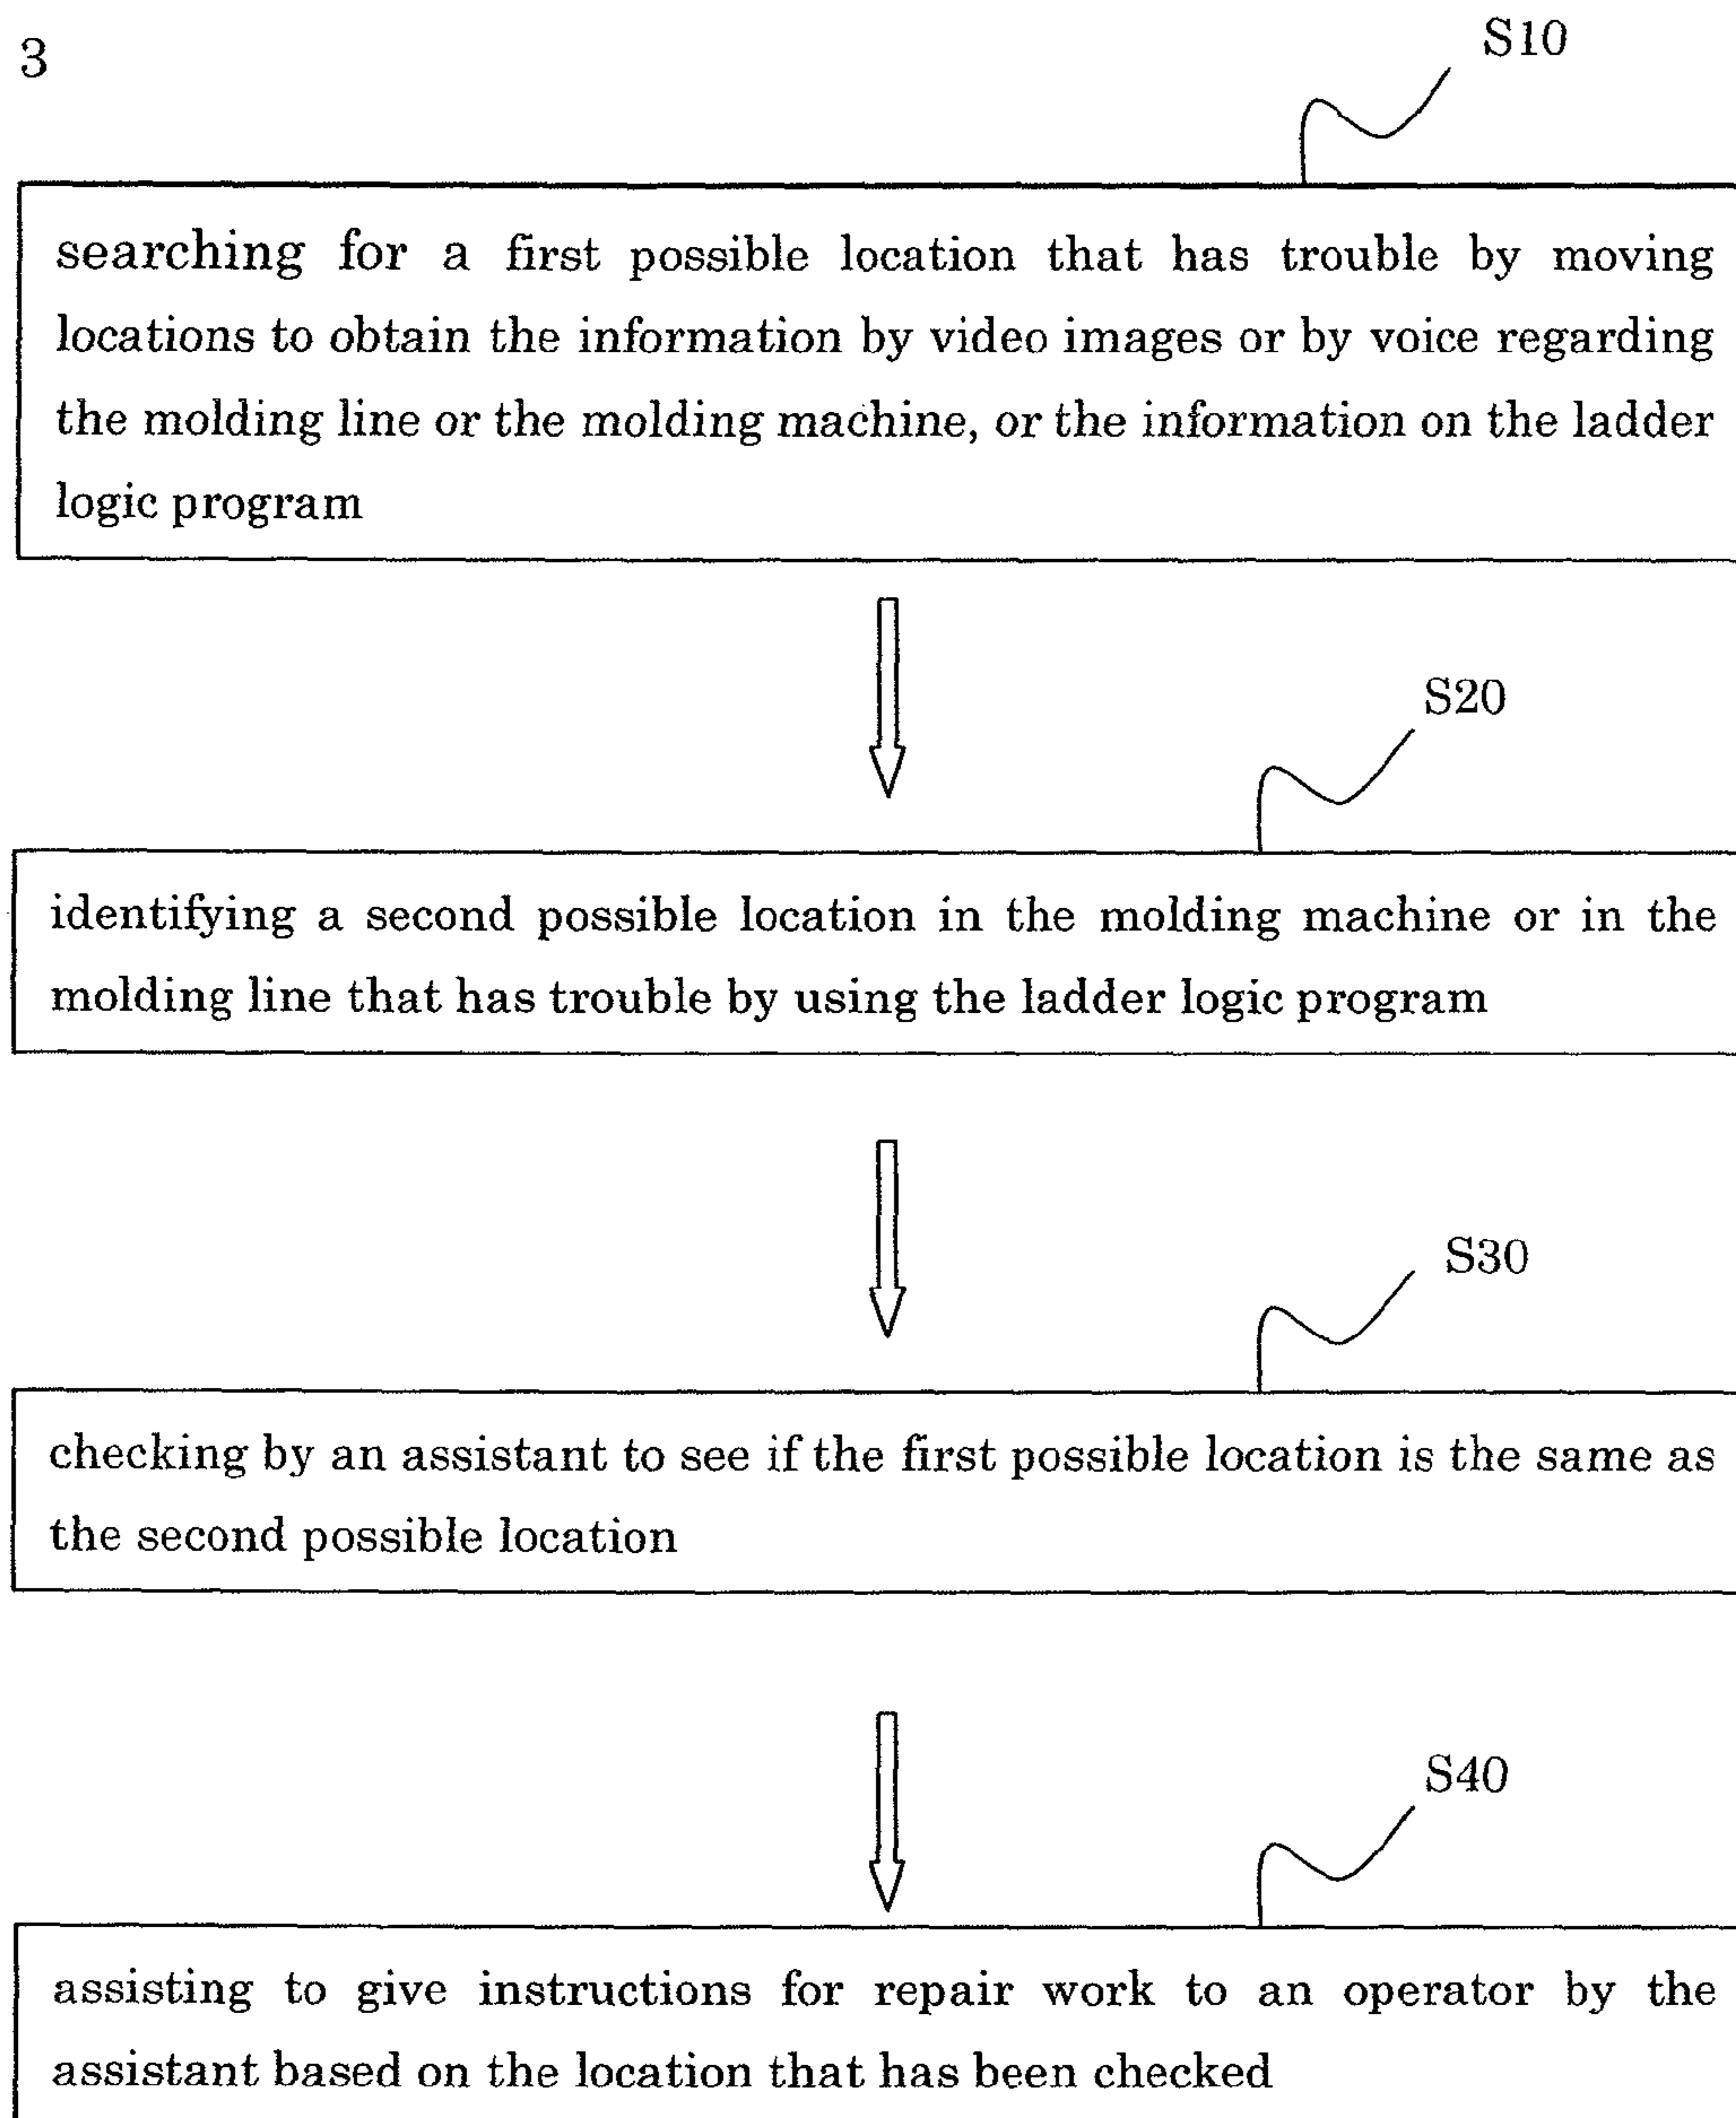 3
S10
searching for a first possible location that has trouble by moving
locations to obtain the information by video images or by voice regarding
the molding line or the molding machine, or the information on the ladder
logic program
S20
identifying a second possible location in the molding machine or in the
molding line that has trouble by using the ladder logic program
S30
checking by an assistant to see if the first possible location is the same as
the second possible location
S40
assisting to give instructions for repair work to an operator by the
assistant based on the location that has been checked